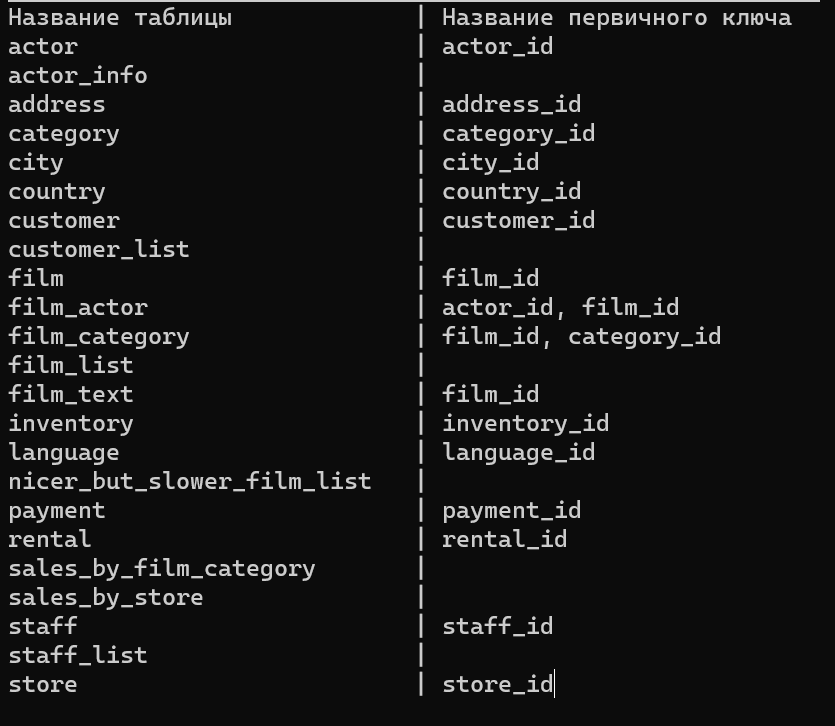 Название таблицы | Название первичного ключа
actor | actor_id
actor_info |
address | address_id
category | category_id
city | city_id
country | country_id
customer | customer_id
customer_list |
film | film_id
film_actor | actor_id, film_id
film_category | film_id, category_id
film_list |
film_text | film_id
inventory | inventory_id
language | language_id
nicer_but_slower_film_list |
payment | payment_id
rental | rental_id
sales_by_film_category |
sales_by_store |
staff | staff_id
staff_list |
store | store_id